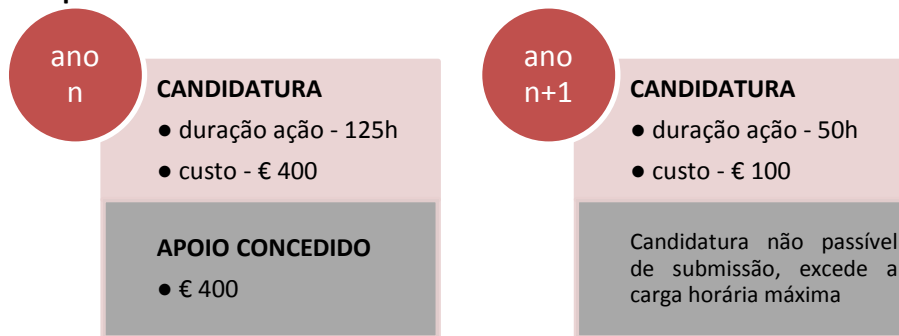 ano
n
CANDIDATURA
● duração ação - 125h
● custo - € 400
APOIO CONCEDIDO
● € 400
ano
n+1
CANDIDATURA
● duração ação - 50h
● custo - € 100
Candidatura não passível
de submissão, excede a
carga horária máxima